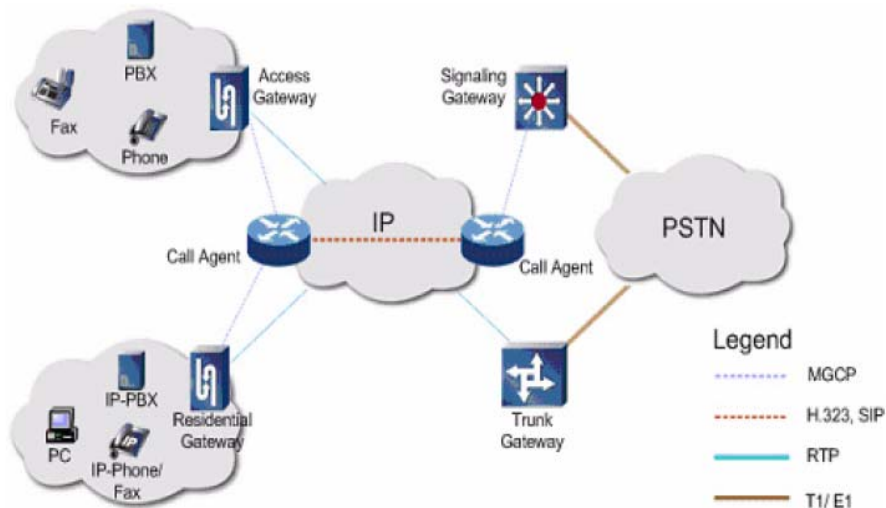 PBX
Fax
Phone
Access
Gateway
Signaling
Gateway
IP
PSTN
Call Agent
Call Agent
IP-PBX
PC
IP
IP-Phone/
Fax
Residential
Gateway
Trunk
Gateway
Legend
MGCP
H.323, SIP
RTP
T1/ E1